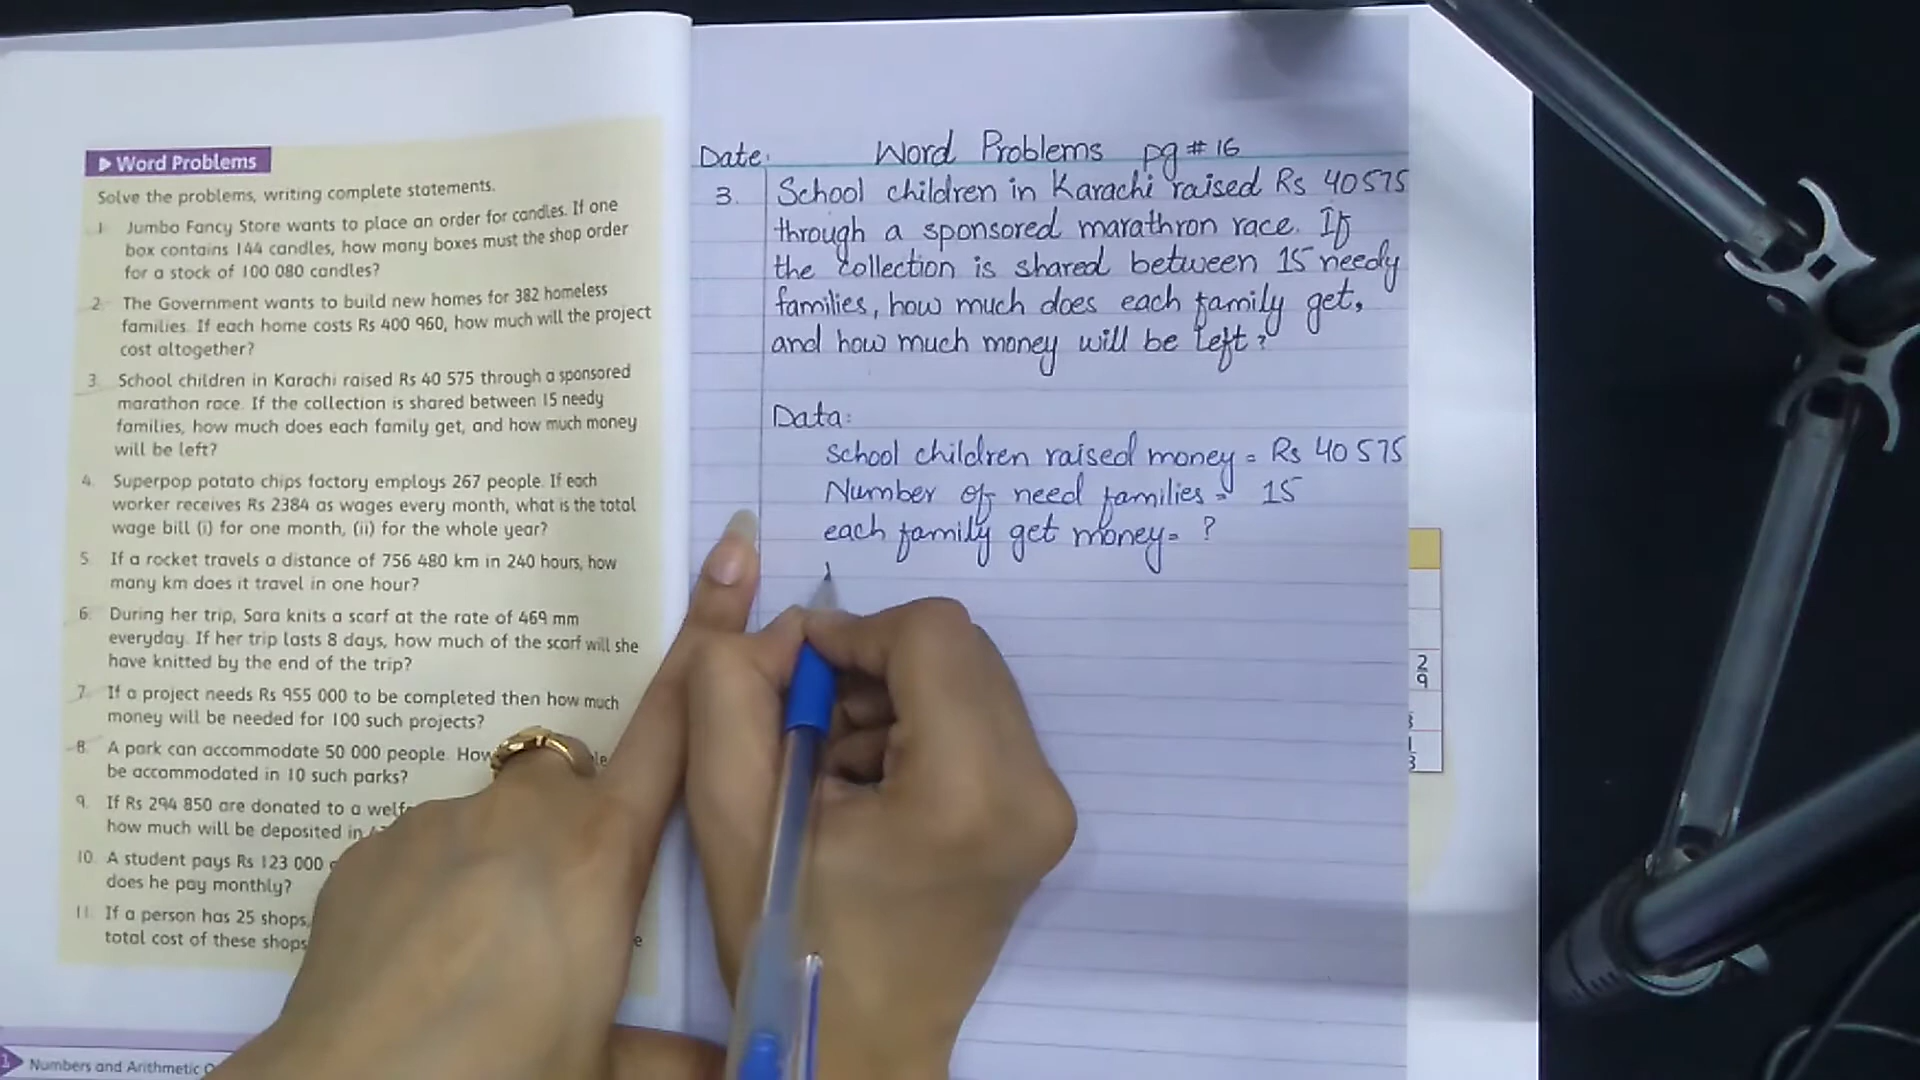 Word Problems
Solve the problems, writing complete statements.
1. Jumbo Fancy Store wants to place an order for candles. If one
box contains 144 candles, how many boxes must the shop order
for a stock of 100 080 candles?
2. The Government wants to build new homes for 382 homeless
families. If each home costs Rs 400 960, how much will the project
cost altogether?
3. School children in Karachi raised Rs 40 575 through a sponsored
marathon race. If the collection is shared between 15 needy
families, how much does each family get, and how much money
will be left?
4. Superpop potato chips factory employs 267 people. If each
worker receives Rs 2384 as wages every month, what is the total
wage bill (i) for one month, (ii) for the whole year?
5. If a rocket travels a distance of 756 480 km in 240 hours, how
many km does it travel in one hour?
6. During her trip, Sara knits a scarf at the rate of 469 mm
everyday. If her trip lasts 8 days, how much of the scarf will she
have knitted by the end of the trip?
7. If a project needs Rs 955 000 to be completed then how much
money will be needed for 100 such projects?
8. A park can accommodate 50 000 people. How
be accommodated in 10 such parks?
9. If Rs 294 850 are donated to a
how much will be deposited in
10. A student pays Rs 123 000
does he pay monthly?
11. If a person has 25 shops,
total cost of these shops
1 Numbers and Arithmetic
Date: Word Problems pg # 16
3. School children in Karachi raised Rs 40575
through a sponsored marathron race. If
the collection is shared between 15 needy
families, how much does each family get,
and how much money will be left?
Data:
School children raised money = Rs 40575
Number of need families = 15
each family get money = ?
2
9
1
3